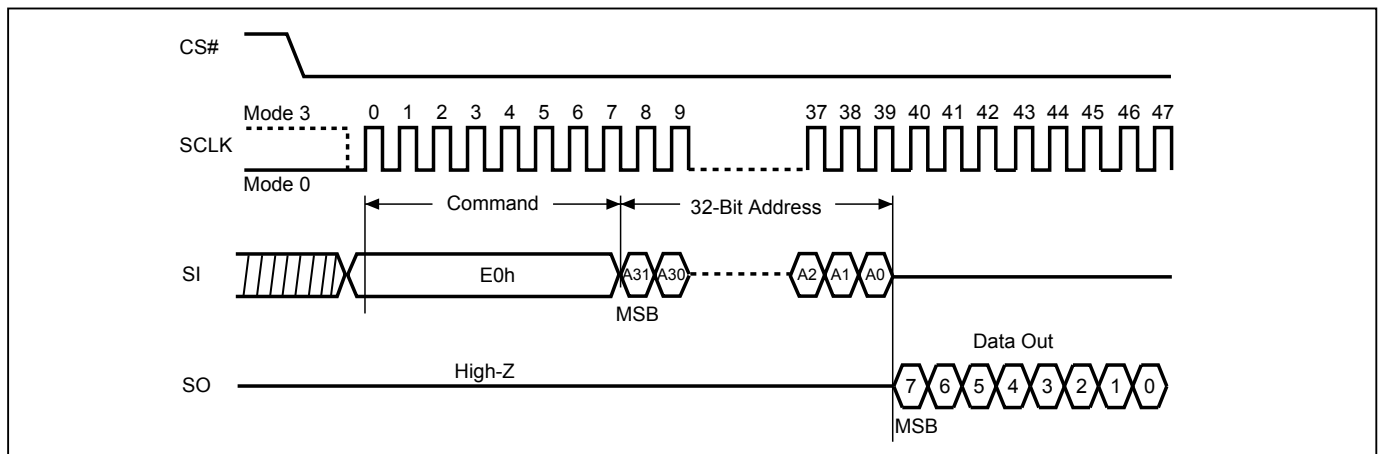 CS#
Mode 3
0 1 2 3 4 5 6 7 8 9 37 38 39 40 41 42 43 44 45 46 47
SCLK
Mode 0
Command
32-Bit Address
SI
E0h
A31 A30 A2 A1 A0
MSB
Data Out
High-Z
SO
7 6 5 4 3 2 1 0
MSB